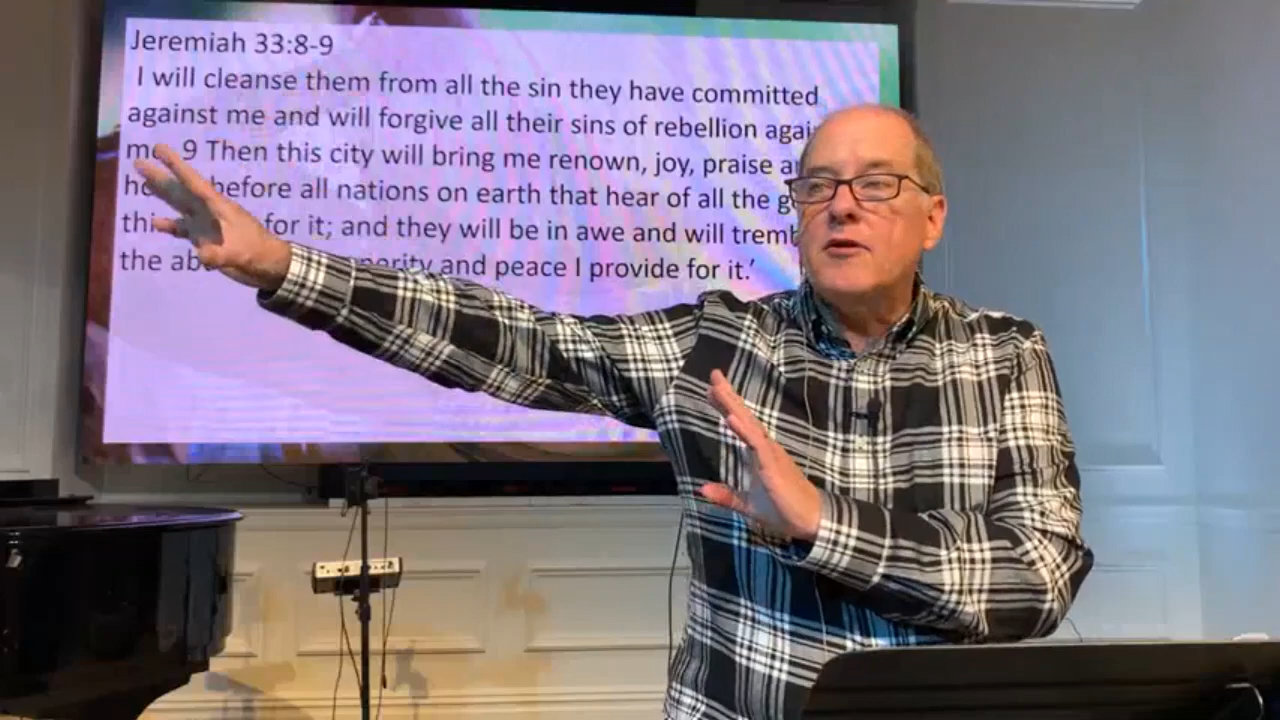 Jeremiah 33:8-9
I will cleanse them from all the sin they have committed
against me and will forgive all their sins of rebellion
9 Then this city will bring me renown, joy, praise
before all nations on earth that hear of all the
for it; and they will be in awe and will
the and peace I provide for it.’